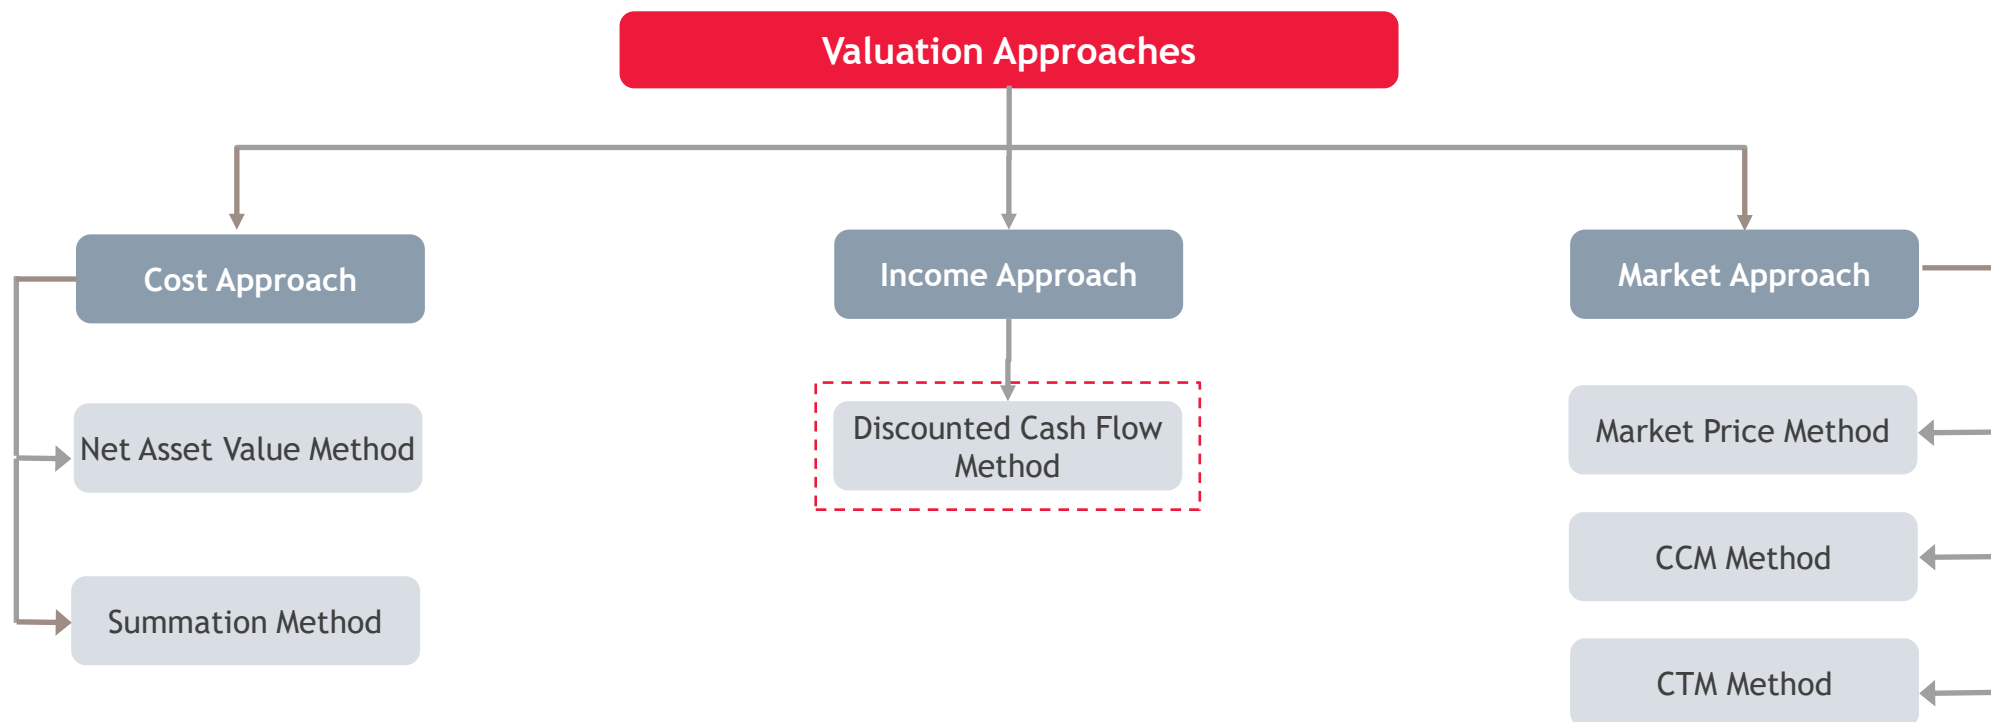 Valuation Approaches
Cost Approach
Income Approach
Market Approach
Net Asset Value Method
Discounted Cash Flow
Method
Market Price Method
CCM Method
Summation Method
CTM Method